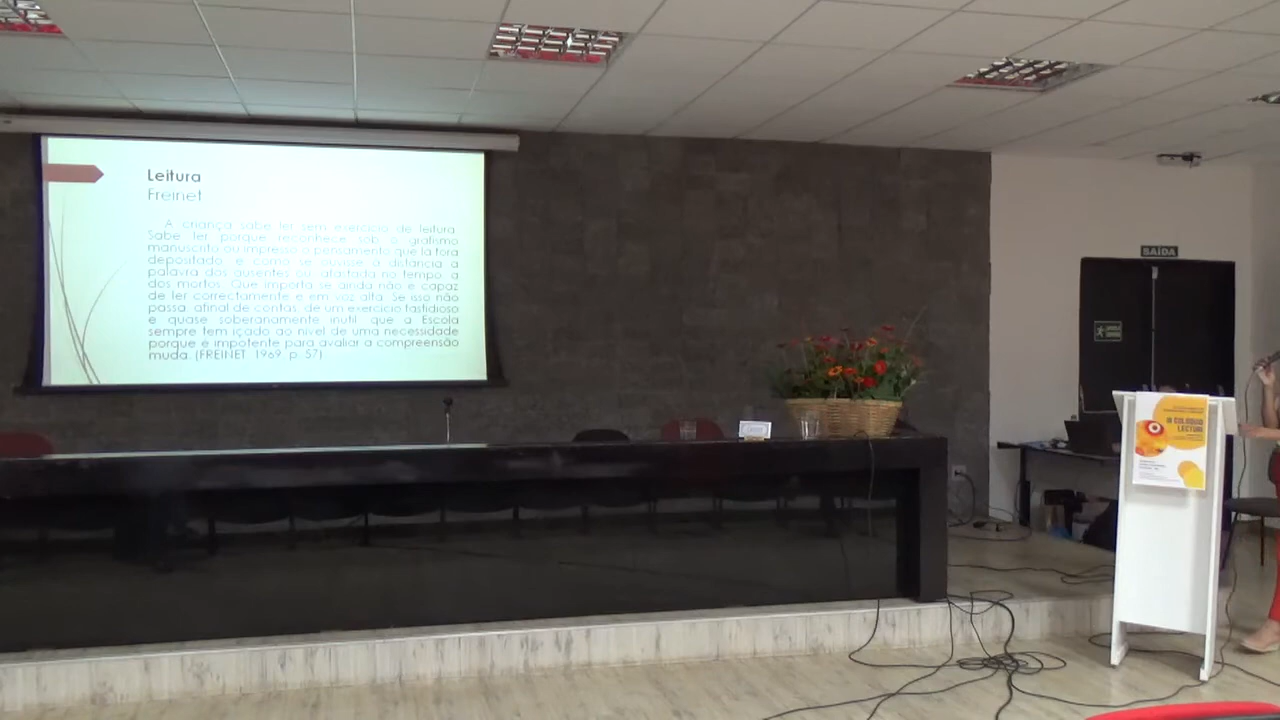 Leitura
Freinet
A criança sabe ler sem exercício de leitura.
Sabe ler porque reconhece sob o grafismo
manuscrito ou impresso o pensamento que lá fora
depositado, e como se ouvisse à distância a
palavra dos ausentes ou, afastada no tempo, a
dos mortos. Que importa se ainda não é capaz
de ler correctamente e em voz alta. Se isso não
passa, afinal de contas, de um exercício fastidioso
e quase soberanamente inútil, que a Escola
sempre tem içado ao nível de uma necessidade
porque é impotente para avaliar a compreensão
muda. (FREINET, 1969, p. 57)
SAÍDA
III COLÓQUIO
LECTURI